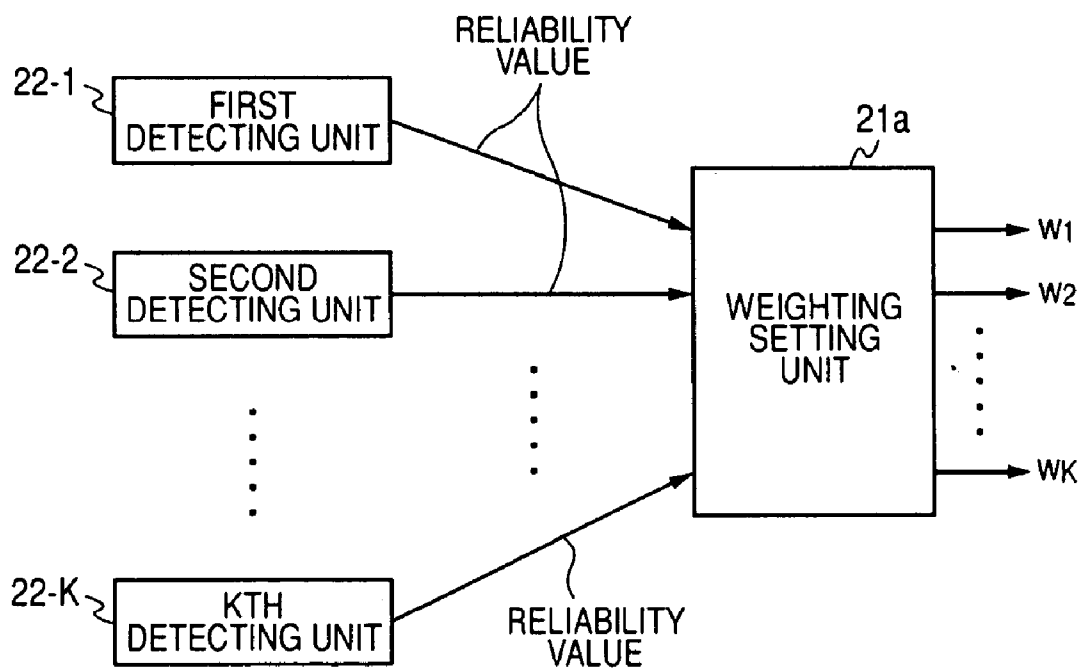 RELIABILITY
VALUE
22-1
FIRST
DETECTING UNIT
21a
22-2
SECOND
DETECTING UNIT
WEIGHTING
SETTING
UNIT
W1
W2
WK
22-K
KTH
DETECTING UNIT
RELIABILITY
VALUE